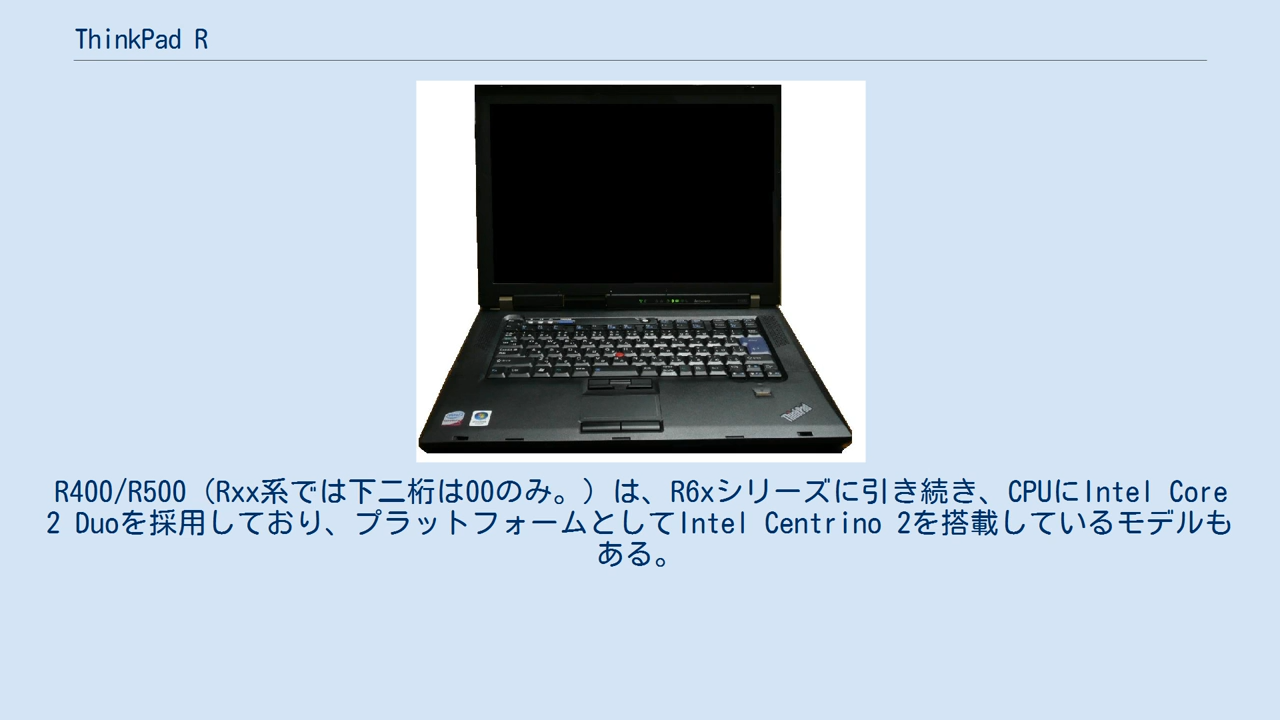 ThinkPad R
ThinkPad
R400/R500（Rxx系では下二桁は00のみ。）は、R6xシリーズに引き続き、CPUにIntel Core
2 Duoを採用しており、プラットフォームとしてIntel Centrino 2を搭載しているモデルも
ある。